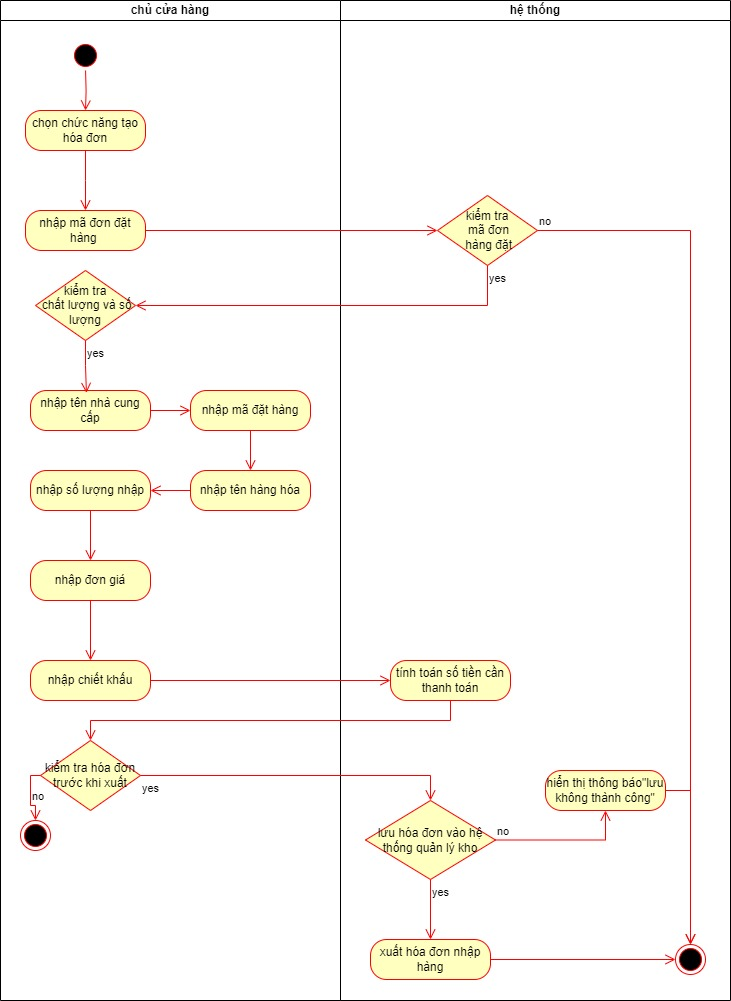 chủ cửa hàng
hệ thống
chọn chức năng tạo
hóa đơn
nhập mã đơn đặt
hàng
kiểm tra
mã đơn
hàng đặt
no
yes
kiểm tra
chất lượng và số
lượng
yes
nhập tên nhà cung
cấp
nhập mã đặt hàng
nhập số lượng nhập
nhập tên hàng hóa
nhập đơn giá
nhập chiết khấu
tính toán số tiền cần
thanh toán
kiểm tra hóa đơn
trước khi xuất
no
yes
hiển thị thông báo"lưu
không thành công"
lưu hóa đơn vào hệ
thống quản lý kho
no
yes
xuất hóa đơn nhập
hàng